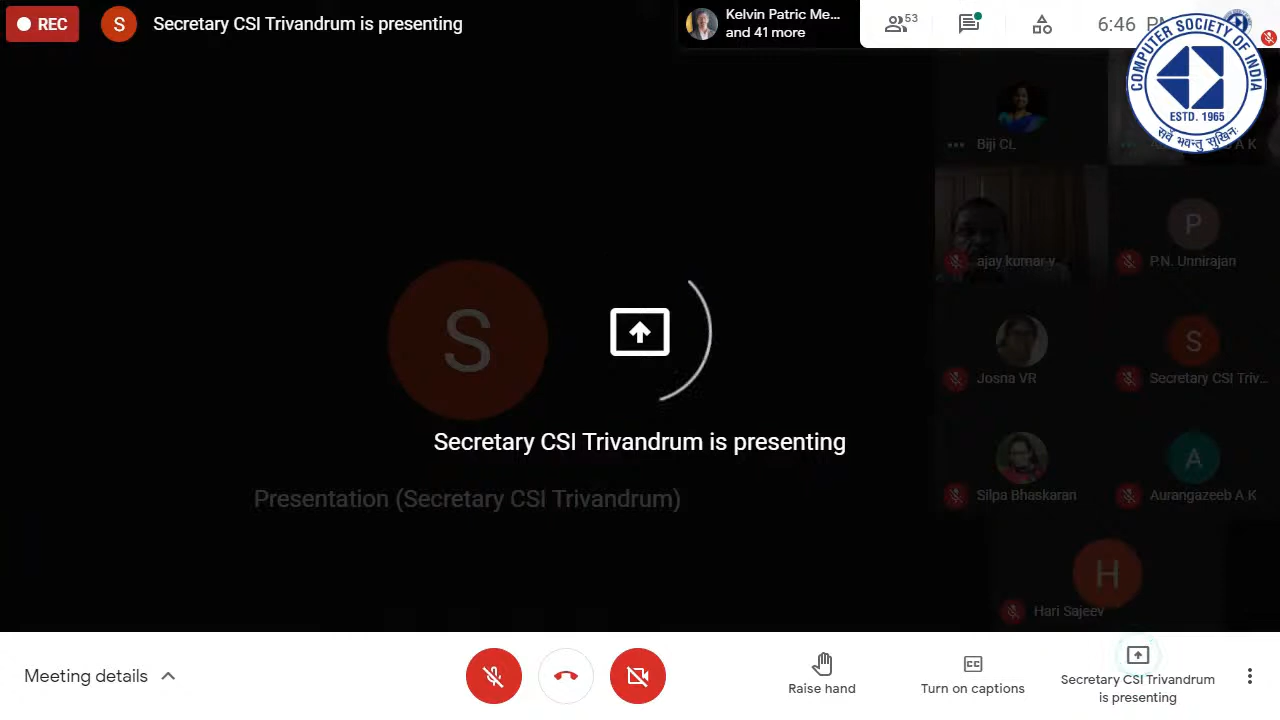 REC
S
Secretary CSI Trivandrum is presenting
Kelvin Patric Me...
and 41 more
53
6:46
COMPUTER SOCIETY OF INDIA
ESTD. 1965
सर्वे भवन्तु सुखिनः
Biji CL
A K
ajay kumar v
P
P.N. Unnirajan
S
Secretary CSI Trivandrum is presenting
Presentation (Secretary CSI Trivandrum)
Josna VR
S
Secretary CSI Triv...
Silpa Bhaskaran
A
Aurangazeeb A K
H
Hari Sajeev
Meeting details
Raise hand
CC
Turn on captions
Secretary CSI Trivandrum
is presenting